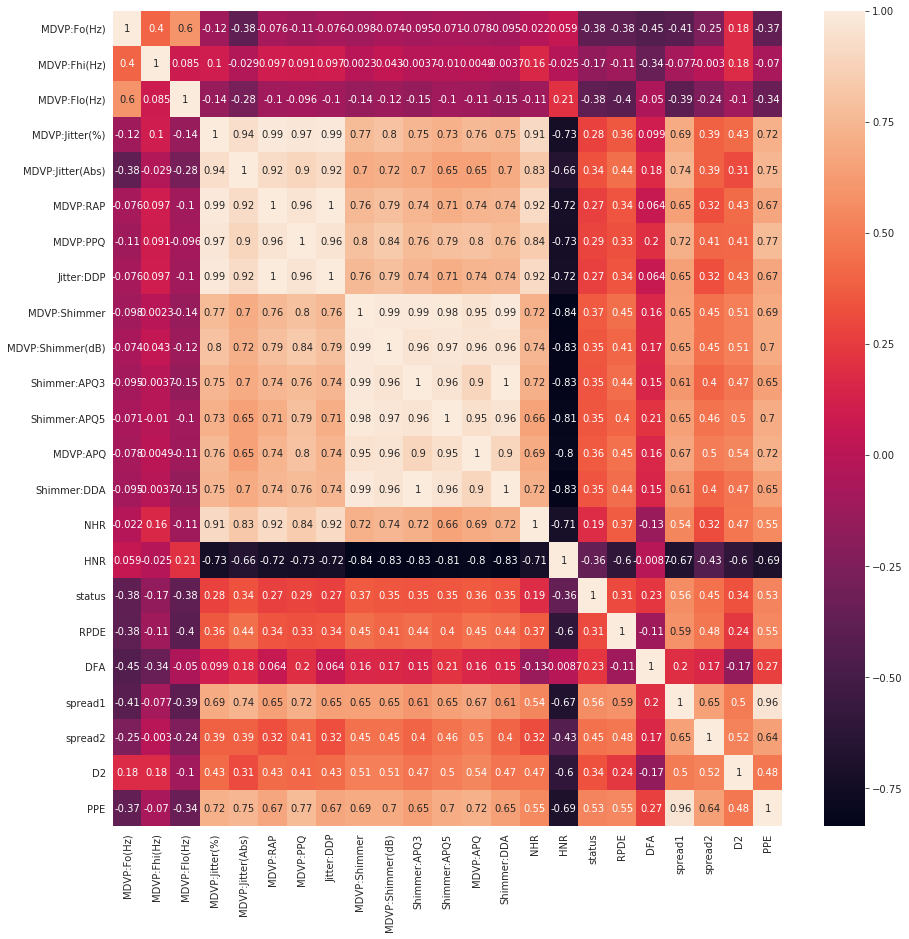 MDVP:Fo(Hz) 1 0.4 0.6 -0.12 -0.38 -0.076 -0.11 -0.076 -0.098 -0.074 -0.095 -0.071 -0.078 -0.095 -0.022 0.059 -0.38 -0.38 -0.45 -0.41 -0.25 0.18 -0.37
MDVP:Fhi(Hz) 0.4 1 0.085 0.1 -0.029 0.097 0.091 0.097 0.0023 0.043 -0.0037 -0.01 0.0049 -0.0037 0.16 -0.025 -0.17 -0.11 -0.34 -0.077 -0.003 0.18 -0.07
MDVP:Flo(Hz) 0.6 0.085 1 -0.14 -0.28 -0.1 -0.096 -0.1 -0.14 -0.12 -0.15 -0.1 -0.11 -0.15 -0.11 0.21 -0.38 -0.4 -0.05 -0.39 -0.24 -0.1 -0.34
MDVP:Jitter(%) -0.12 0.1 -0.14 1 0.94 0.99 0.97 0.99 0.77 0.8 0.75 0.73 0.76 0.75 0.91 -0.73 0.28 0.36 0.099 0.69 0.39 0.43 0.72
MDVP:Jitter(Abs) -0.38 -0.029 -0.28 0.94 1 0.92 0.9 0.92 0.7 0.72 0.7 0.65 0.65 0.7 0.83 -0.66 0.34 0.44 0.18 0.74 0.39 0.31 0.75
MDVP:RAP -0.076 0.097 -0.1 0.99 0.92 1 0.96 1 0.76 0.79 0.74 0.71 0.74 0.74 0.92 -0.72 0.27 0.34 0.064 0.65 0.32 0.43 0.67
MDVP:PPQ -0.11 0.091 -0.096 0.97 0.9 0.96 1 0.96 0.8 0.84 0.76 0.79 0.8 0.76 0.84 -0.73 0.29 0.33 0.2 0.72 0.41 0.41 0.77
Jitter:DDP -0.076 0.097 -0.1 0.99 0.92 1 0.96 1 0.76 0.79 0.74 0.71 0.74 0.74 0.92 -0.72 0.27 0.34 0.064 0.65 0.32 0.43 0.67
MDVP:Shimmer -0.098 0.0023 -0.14 0.77 0.7 0.76 0.8 0.76 1 0.99 0.99 0.98 0.95 0.99 0.72 -0.84 0.37 0.45 0.16 0.65 0.45 0.51 0.69
MDVP:Shimmer(dB) -0.074 0.043 -0.12 0.8 0.72 0.79 0.84 0.79 0.99 1 0.96 0.97 0.96 0.96 0.74 -0.83 0.35 0.41 0.17 0.65 0.45 0.51 0.7
Shimmer:APQ3 -0.095 -0.0037 -0.15 0.75 0.7 0.74 0.76 0.74 0.99 0.96 1 0.96 0.9 1 0.72 -0.83 0.35 0.44 0.15 0.61 0.4 0.47 0.65
Shimmer:APQ5 -0.071 -0.01 -0.1 0.73 0.65 0.71 0.79 0.71 0.98 0.97 0.96 1 0.95 0.96 0.66 -0.81 0.35 0.4 0.21 0.65 0.46 0.5 0.7
MDVP:APQ -0.078 0.0049 -0.11 0.76 0.65 0.74 0.8 0.74 0.95 0.96 0.9 0.95 1 0.9 0.69 -0.8 0.36 0.45 0.16 0.67 0.5 0.54 0.72
Shimmer:DDA -0.095 -0.0037 -0.15 0.75 0.7 0.74 0.76 0.74 0.99 0.96 1 0.96 0.9 1 0.72 -0.83 0.35 0.44 0.15 0.61 0.4 0.47 0.65
NHR -0.022 0.16 -0.11 0.91 0.83 0.92 0.84 0.92 0.72 0.74 0.72 0.66 0.69 0.72 1 -0.71 0.19 0.37 -0.13 0.54 0.32 0.47 0.55
HNR 0.059 -0.025 0.21 -0.73 -0.66 -0.72 -0.73 -0.72 -0.84 -0.83 -0.83 -0.81 -0.8 -0.83 -0.71 1 -0.36 -0.6 -0.0087 -0.67 -0.43 -0.6 -0.69
status -0.38 -0.17 -0.38 0.28 0.34 0.27 0.29 0.27 0.37 0.35 0.35 0.35 0.36 0.35 0.19 -0.36 1 0.31 0.23 0.56 0.45 0.34 0.53
RPDE -0.38 -0.11 -0.4 0.36 0.44 0.34 0.33 0.34 0.45 0.41 0.44 0.4 0.45 0.44 0.37 -0.6 0.31 1 -0.11 0.59 0.48 0.24 0.55
DFA -0.45 -0.34 -0.05 0.099 0.18 0.064 0.2 0.064 0.16 0.17 0.15 0.21 0.16 0.15 -0.13 -0.0087 0.23 -0.11 1 0.2 0.17 -0.17 0.27
spread1 -0.41 -0.077 -0.39 0.69 0.74 0.65 0.72 0.65 0.65 0.65 0.61 0.65 0.67 0.61 0.54 -0.67 0.56 0.59 0.2 1 0.65 0.5 0.96
spread2 -0.25 -0.003 -0.24 0.39 0.39 0.32 0.41 0.32 0.45 0.45 0.4 0.46 0.5 0.4 0.32 -0.43 0.45 0.48 0.17 0.65 1 0.52 0.64
D2 0.18 0.18 -0.1 0.43 0.31 0.43 0.41 0.43 0.51 0.51 0.47 0.5 0.54 0.47 0.47 -0.6 0.34 0.24 -0.17 0.5 0.52 1 0.48
PPE -0.37 -0.07 -0.34 0.72 0.75 0.67 0.77 0.67 0.69 0.7 0.65 0.7 0.72 0.65 0.55 -0.69 0.53 0.55 0.27 0.96 0.64 0.48 1
MDVP:Fo(Hz)
MDVP:Fhi(Hz)
MDVP:Flo(Hz)
MDVP:Jitter(%)
MDVP:Jitter(Abs)
MDVP:RAP
MDVP:PPQ
Jitter:DDP
MDVP:Shimmer
MDVP:Shimmer(dB)
Shimmer:APQ3
Shimmer:APQ5
MDVP:APQ
Shimmer:DDA
NHR
HNR
status
RPDE
DFA
spread1
spread2
D2
PPE
1.00
0.75
0.50
0.25
0.00
−0.25
−0.50
−0.75